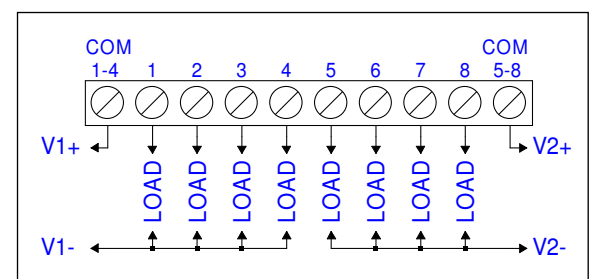 COM COM
1-4 1 2 3 4 5 6 7 8 5-8
V1+ V2+
LOAD LOAD LOAD LOAD LOAD LOAD LOAD LOAD
V1- V2-